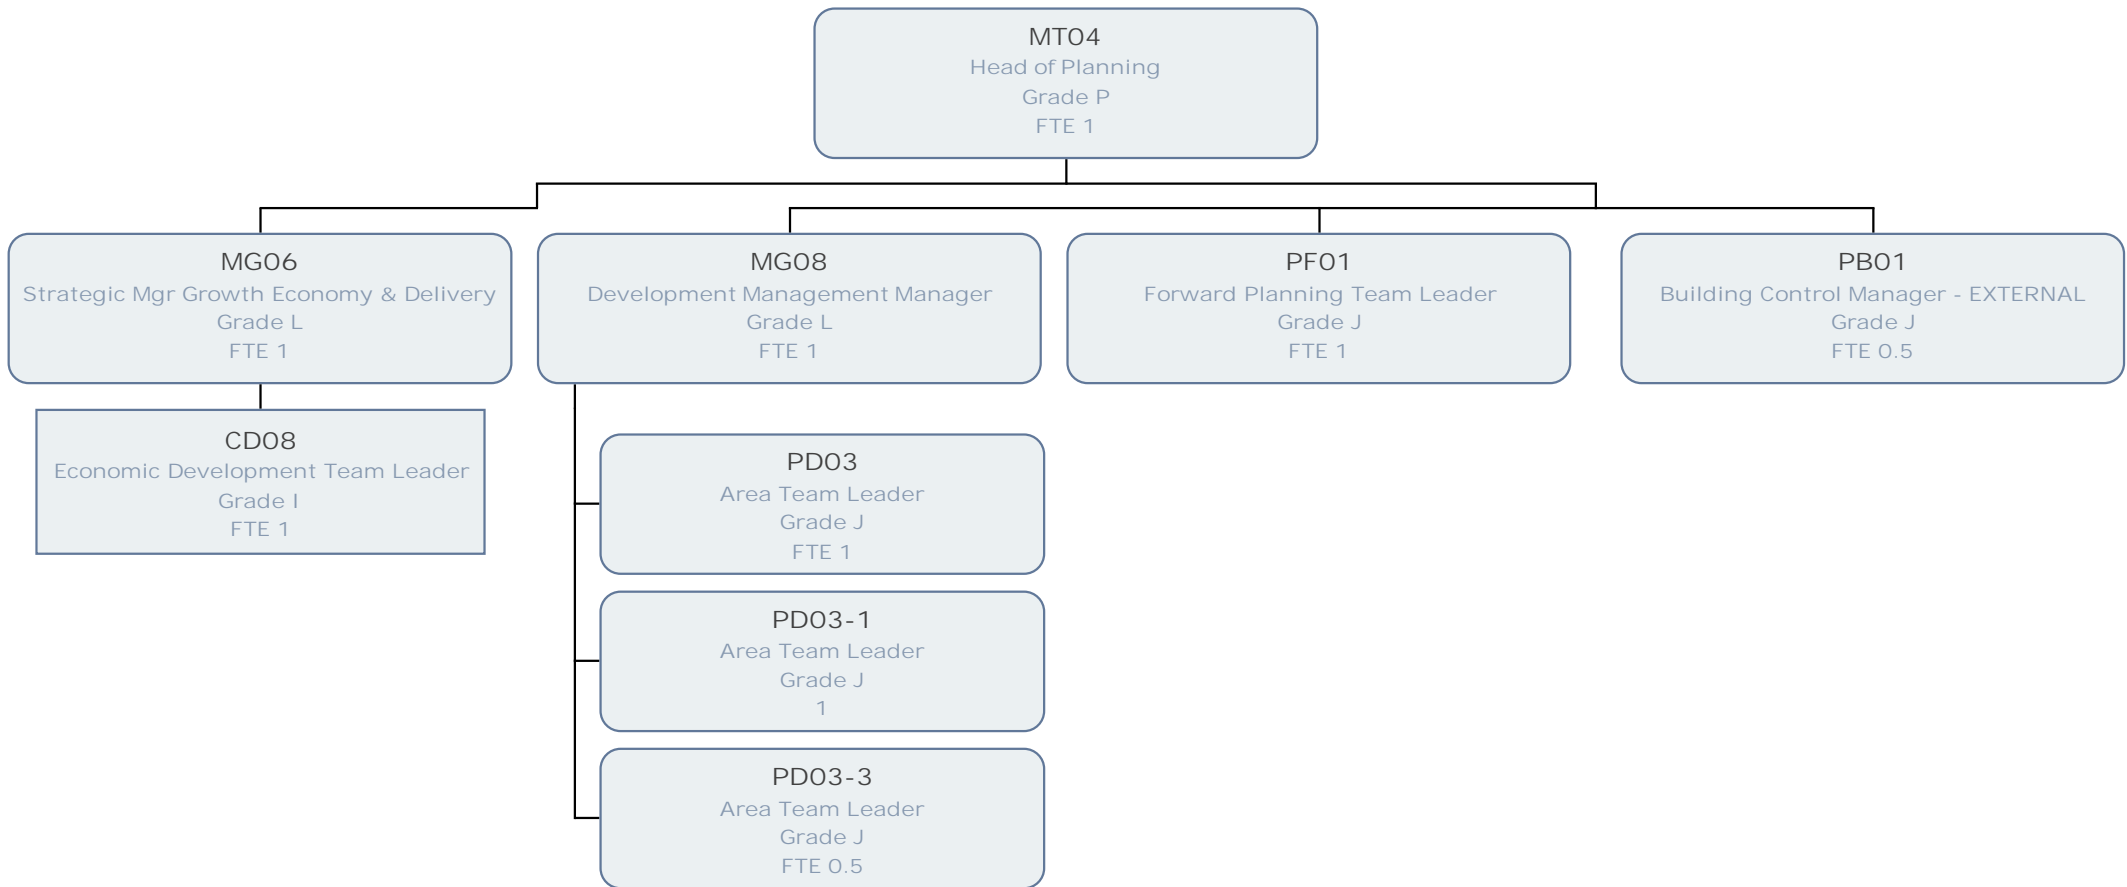 MT04
Head of Planning
Grade P
FTE 1
MG06
Strategic Mgr Growth Economy & Delivery
Grade L
FTE 1
MG08
Development Management Manager
Grade L
FTE 1
PF01
Forward Planning Team Leader
Grade J
FTE 1
PB01
Building Control Manager - EXTERNAL
Grade J
FTE 0.5
CD08
Economic Development Team Leader
Grade I
FTE 1
PD03
Area Team Leader
Grade J
FTE 1
PD03-1
Area Team Leader
Grade J
1
PD03-3
Area Team Leader
Grade J
FTE 0.5